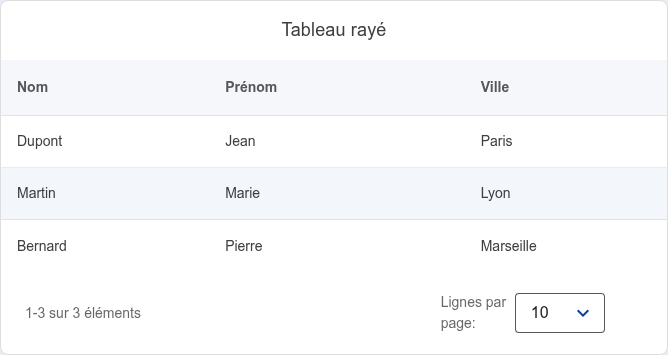 Tableau rayé
Nom Prénom Ville
Dupont Jean Paris
Martin Marie Lyon
Bernard Pierre Marseille
1-3 sur 3 éléments
Lignes par
page:
10